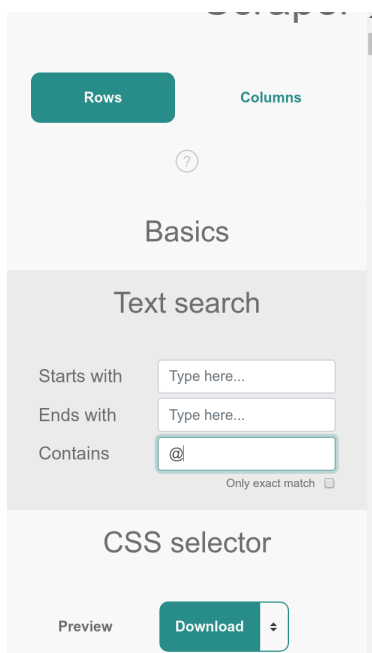 Scraper
Rows Columns
?
Basics
Text search
Starts with Type here...
Ends with Type here...
Contains @
Only exact match
CSS selector
Preview Download